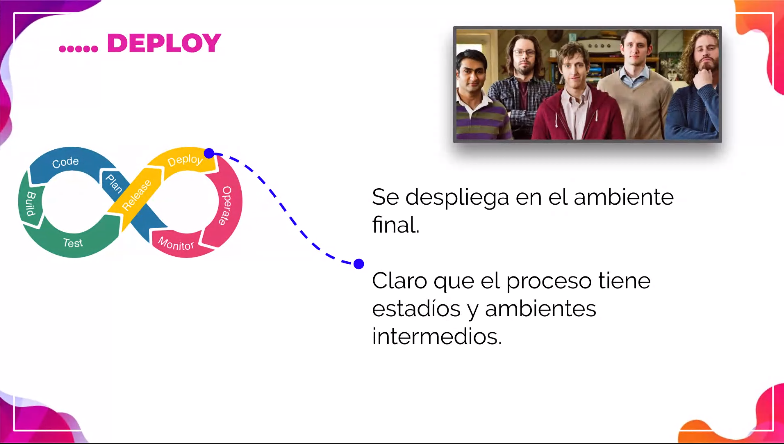 ..... DEPLOY
Code
Plan
Build
Test
Release
Deploy
Operate
Monitor
Se despliega en el ambiente
final.
Claro que el proceso tiene
estadíos y ambientes
intermedios.